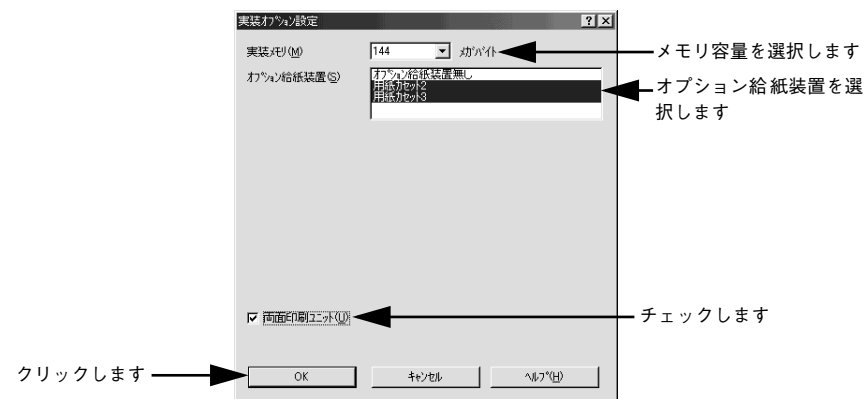 実装オプション設定
実装メモリ(M) 144 メガバイト
メモリ容量を選択します
オプション給紙装置(S) オプション給紙装置無し
用紙カセット2
用紙カセット3
オプション給紙装置を選
択します
両面印刷ユニット(U)
チェックします
クリックします
OK キャンセル ヘルプ(H)